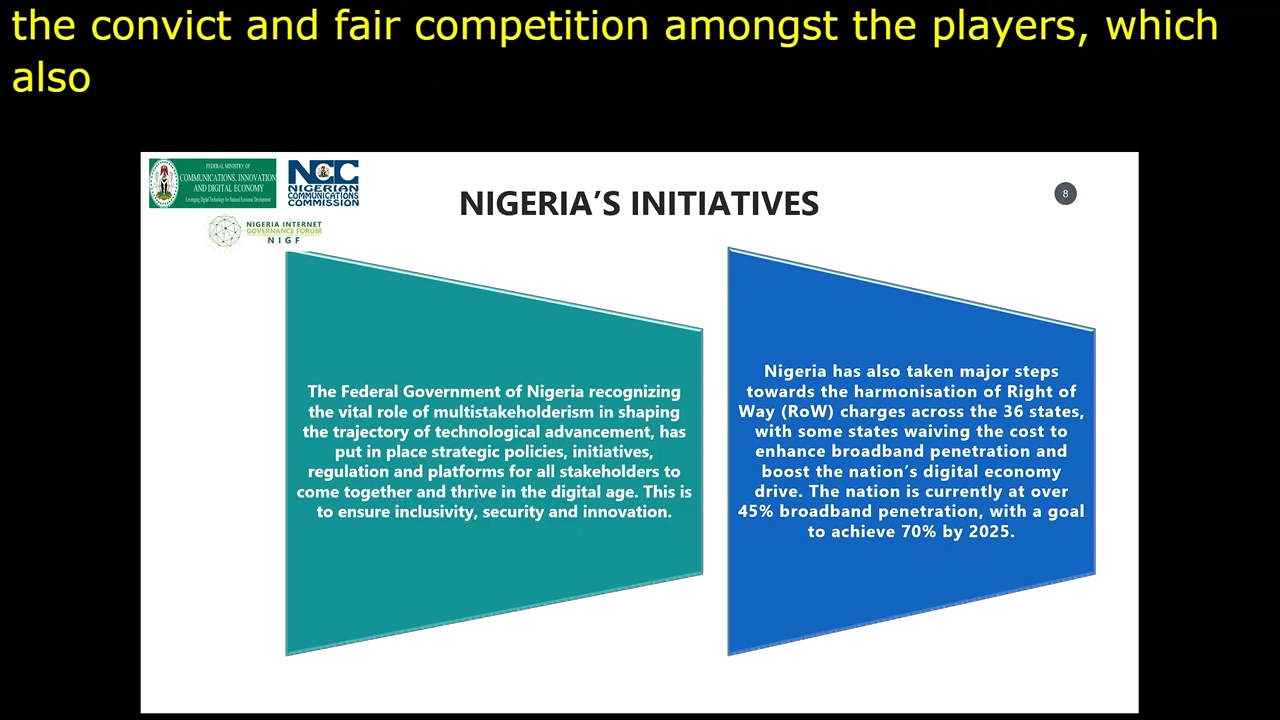 the convict and fair competition amongst the players, which
also
FEDERAL MINISTRY OF
COMMUNICATIONS, INNOVATION
AND DIGITAL ECONOMY
Leveraging Digital Technology for National Economic Development
NCC
NIGERIAN
COMMUNICATIONS
COMMISSION
NIGERIA INTERNET
GOVERNANCE FORUM
NIGF
NIGERIA’S INITIATIVES
8
The Federal Government of Nigeria recognizing
the vital role of multistakeholderism in shaping
the trajectory of technological advancement, has
put in place strategic policies, initiatives,
regulation and platforms for all stakeholders to
come together and thrive in the digital age. This is
to ensure inclusivity, security and innovation.
Nigeria has also taken major steps
towards the harmonisation of Right of
Way (RoW) charges across the 36 states,
with some states waiving the cost to
enhance broadband penetration and
boost the nation’s digital economy
drive. The nation is currently at over
45% broadband penetration, with a goal
to achieve 70% by 2025.